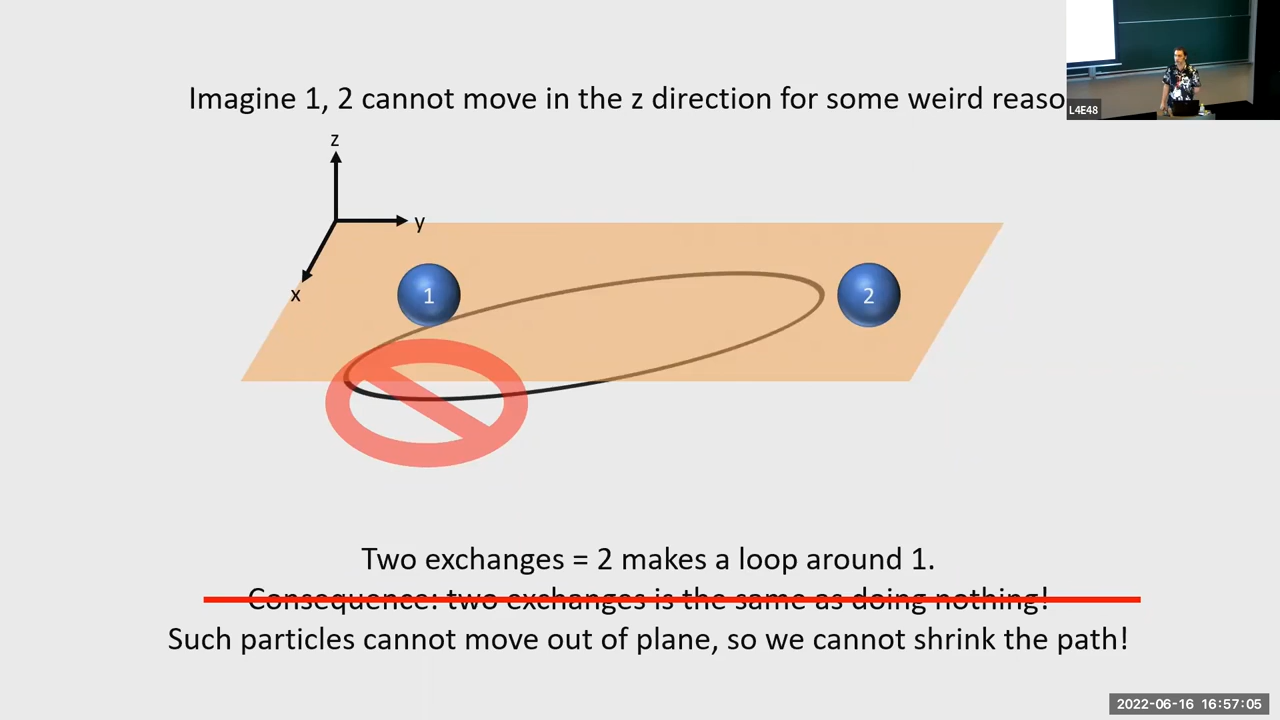 Imagine 1, 2 cannot move in the z direction for some weird reaso
L4E48
z
y
x
1
2
Two exchanges = 2 makes a loop around 1.
Consequence: two exchanges is the same as doing nothing!
Such particles cannot move out of plane, so we cannot shrink the path!
2022-06-16 16:57:05